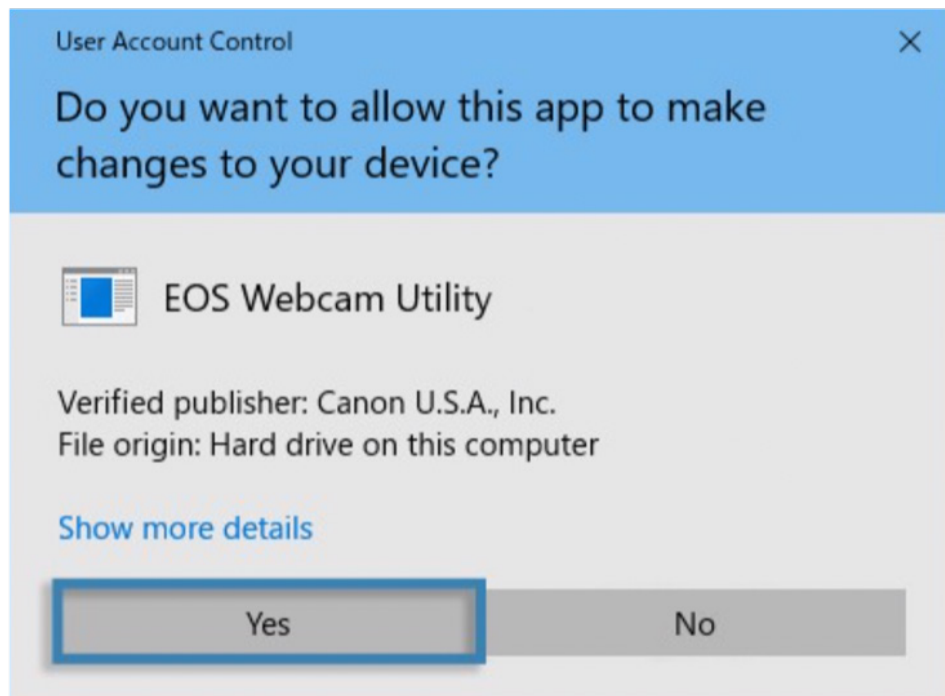 User Account Control
Do you want to allow this app to make
changes to your device?
EOS Webcam Utility
Verified publisher: Canon U.S.A., Inc.
File origin: Hard drive on this computer
Show more details
Yes No